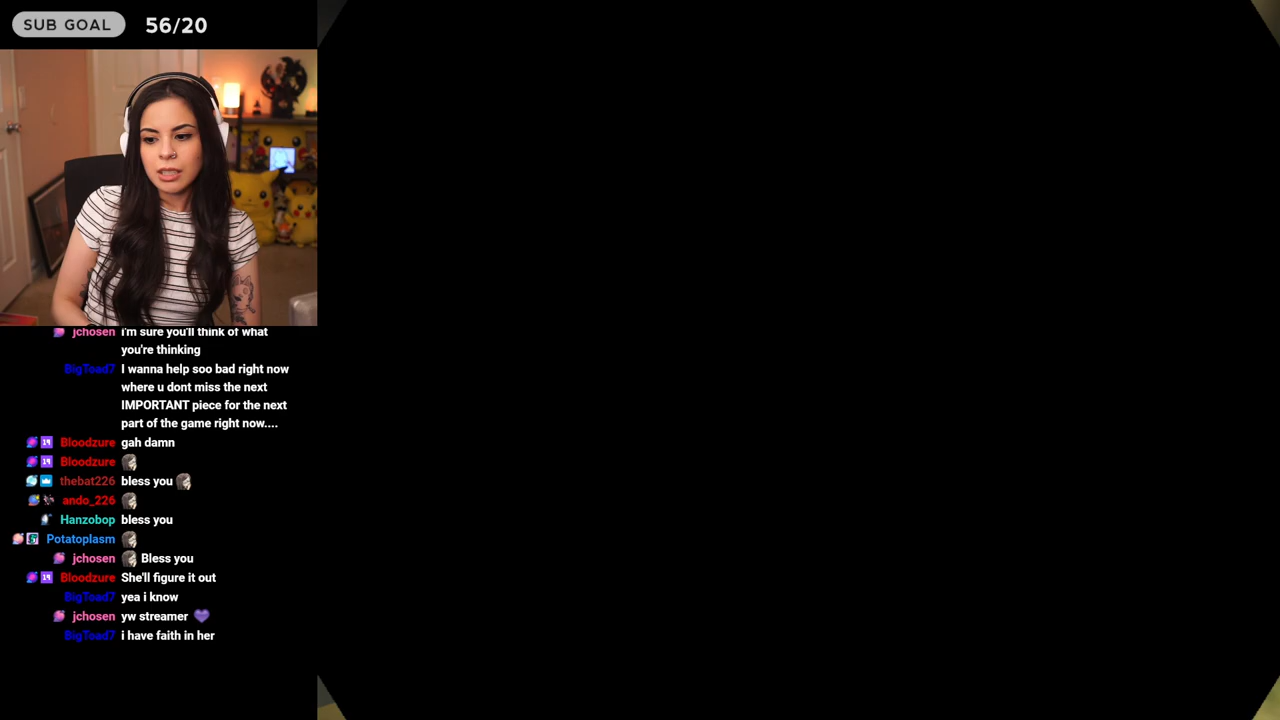 SUB GOAL 56/20
jchosen i'm sure you'll think of what
you're thinking
BigToad7 I wanna help soo bad right now
where u dont miss the next
IMPORTANT piece for the next
part of the game right now....
Bloodzure gah damn
Bloodzure
thebat226 bless you
ando_226
Hanzobop bless you
Potatoplasm
jchosen Bless you
Bloodzure She'll figure it out
BigToad7 yea i know
jchosen yw streamer
BigToad7 i have faith in her